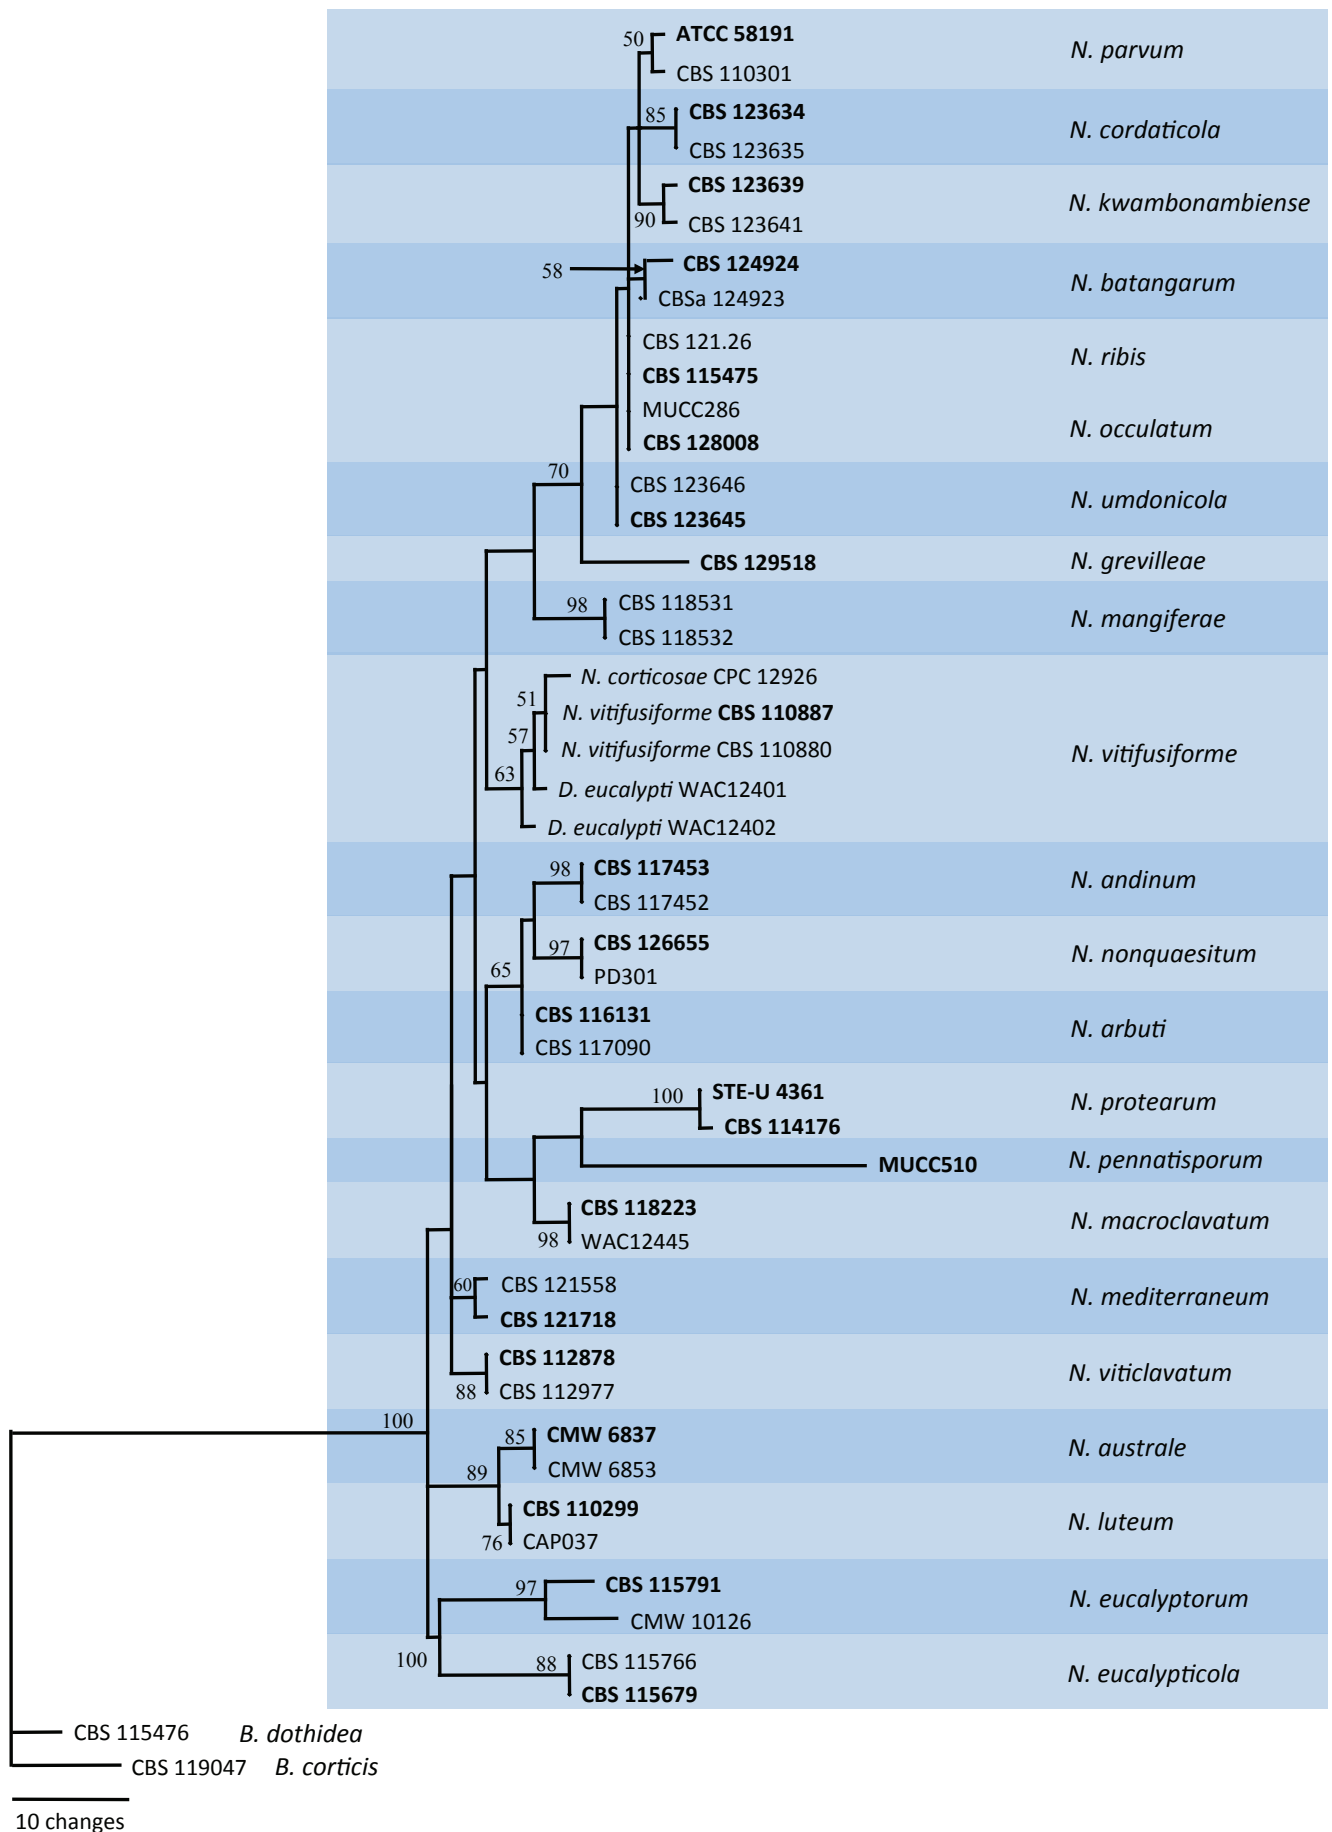 50 ATCC 58191 N. parvum
CBS 110301
85 CBS 123634 N. cordaticola
CBS 123635
CBS 123639 N. kwambonambiense
90 CBS 123641
58 CBS 124924 N. batangarum
CBSa 124923
CBS 121.26 N. ribis
CBS 115475
MUCC286 N. occulatum
CBS 128008
70 CBS 123646 N. umdonicola
CBS 123645
CBS 129518 N. grevilleae
98 CBS 118531 N. mangiferae
CBS 118532
N. corticosae CPC 12926
51 N. vitifusiforme CBS 110887
57 N. vitifusiforme CBS 110880 N. vitifusiforme
63 D. eucalypti WAC12401
D. eucalypti WAC12402
98 CBS 117453 N. andinum
CBS 117452
97 CBS 126655 N. nonquaesitum
65 PD301
CBS 116131 N. arbuti
CBS 117090
100 STE-U 4361 N. protearum
CBS 114176
MUCC510 N. pennatisporum
CBS 118223 N. macroclavatum
98 WAC12445
60 CBS 121558 N. mediterraneum
CBS 121718
CBS 112878 N. viticlavatum
88 CBS 112977
100 85 CMW 6837 N. australe
89 CMW 6853
CBS 110299 N. luteum
76 CAP037
97 CBS 115791 N. eucalyptorum
CMW 10126
100 88 CBS 115766 N. eucalypticola
CBS 115679
CBS 115476 B. dothidea
CBS 119047 B. corticis
10 changes